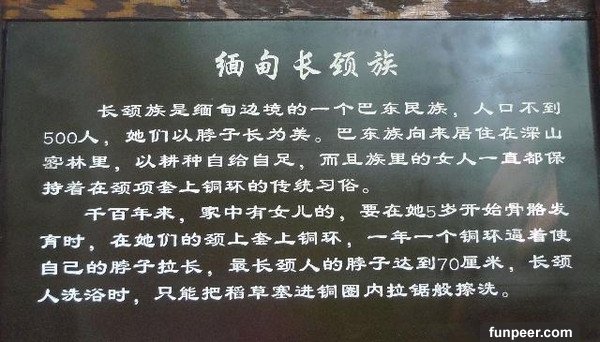 缅甸长颈族
长颈族是缅甸边境的一个巴东民族，人口不到
500人，她们以脖子长为美。巴东族向来居住在深山
密林里，以耕种自给自足，而且族里的女人一直都保
持着在颈项套上铜环的传统习俗。
千百年来，家中有女儿的，要在她5岁开始骨骼发
育时，在她们的颈上套上铜环，一年一个铜环逼着使
自己的脖子拉长，最长颈人的脖子达到70厘米，长颈
人洗浴时，只能把稻草塞进铜圈内拉锯般擦洗。
funpeer.com